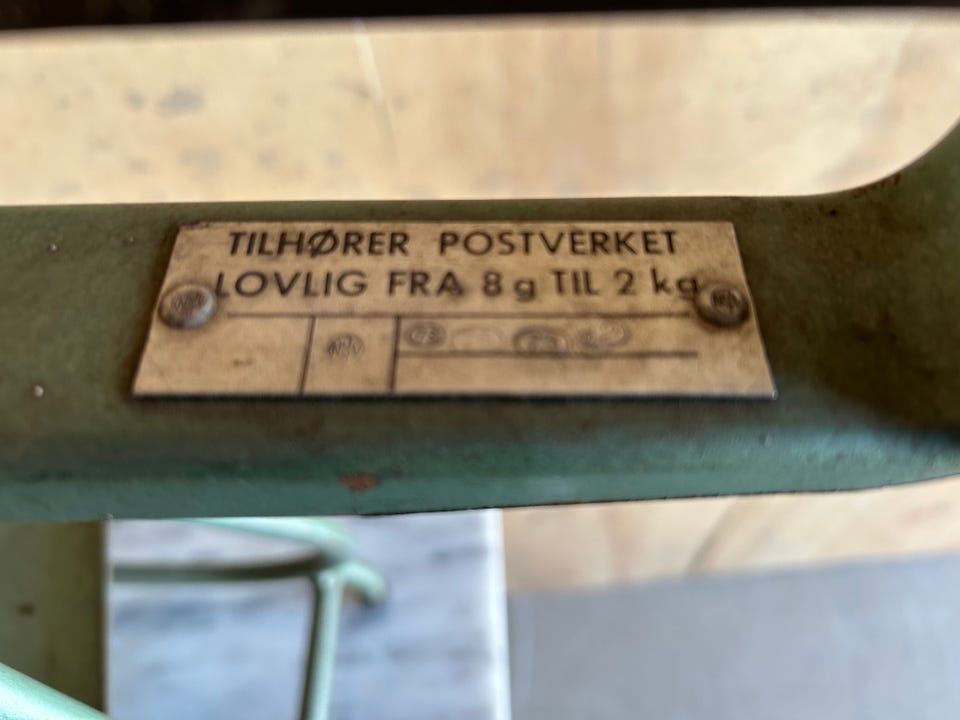 TILHØRER POSTVERKET
LOVLIG FRA 8 g TIL 2 kg